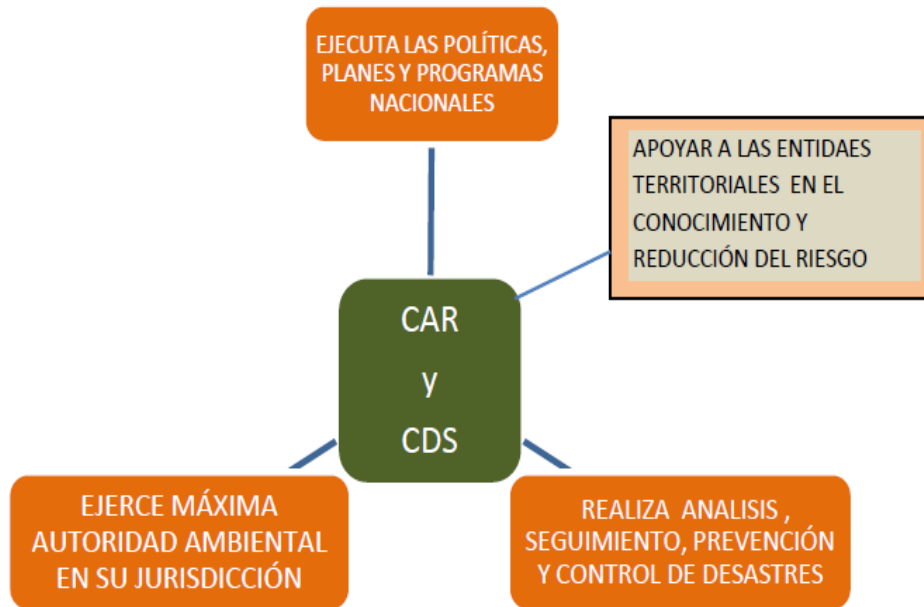 EJECUTA LAS POLÍTICAS,
PLANES Y PROGRAMAS
NACIONALES
APOYAR A LAS ENTIDAES
TERRITORIALES EN EL
CONOCIMIENTO Y
REDUCCIÓN DEL RIESGO
CAR
y
CDS
EJERCE MÁXIMA
AUTORIDAD AMBIENTAL
EN SU JURISDICCIÓN
REALIZA ANALISIS ,
SEGUIMIENTO, PREVENCIÓN
Y CONTROL DE DESASTRES